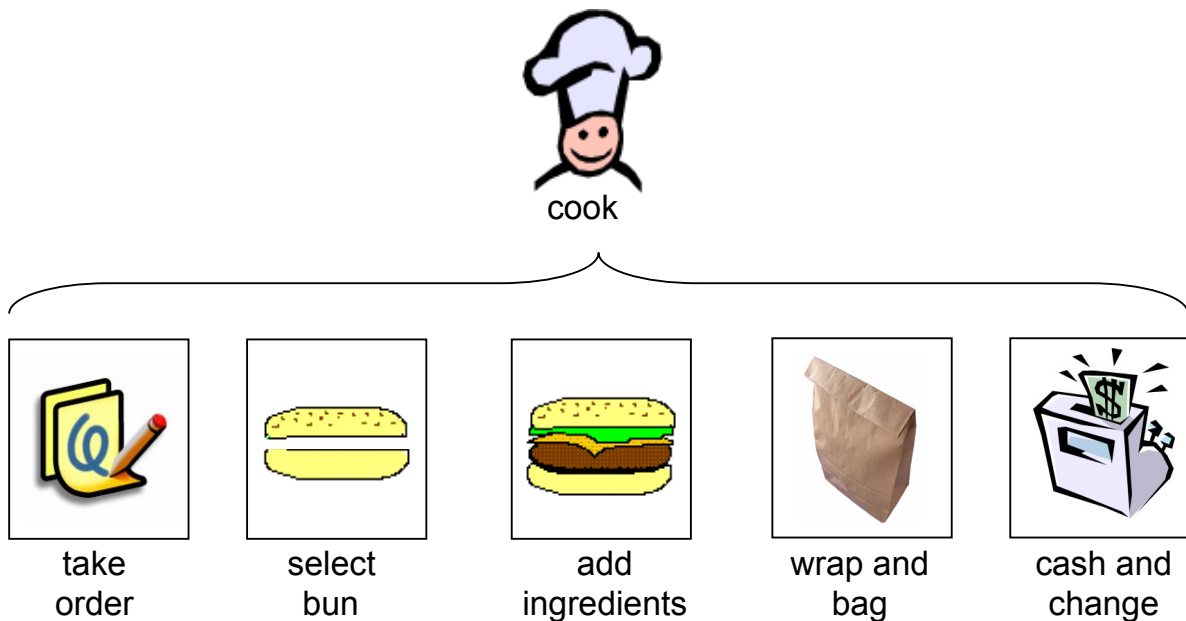 cook
take
order
select
bun
add
ingredients
wrap and
bag
cash and
change
$